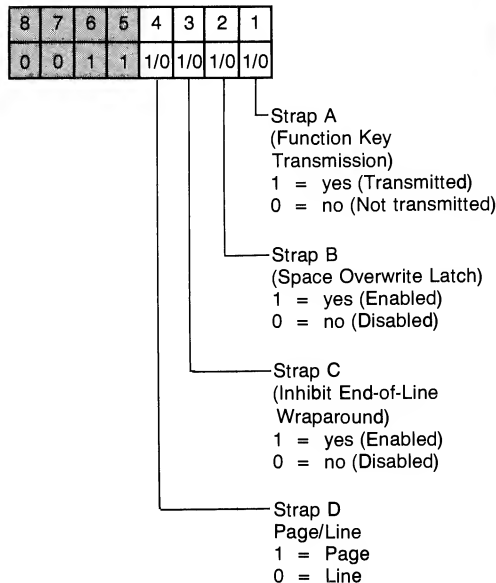 8 7 6 5 4 3 2 1
0 0 1 1 1/0 1/0 1/0 1/0
Strap A
(Function Key
Transmission)
1 = yes (Transmitted)
0 = no (Not transmitted)
Strap B
(Space Overwrite Latch)
1 = yes (Enabled)
0 = no (Disabled)
Strap C
(Inhibit End-of-Line
Wraparound)
1 = yes (Enabled)
0 = no (Disabled)
Strap D
Page/Line
1 = Page
0 = Line